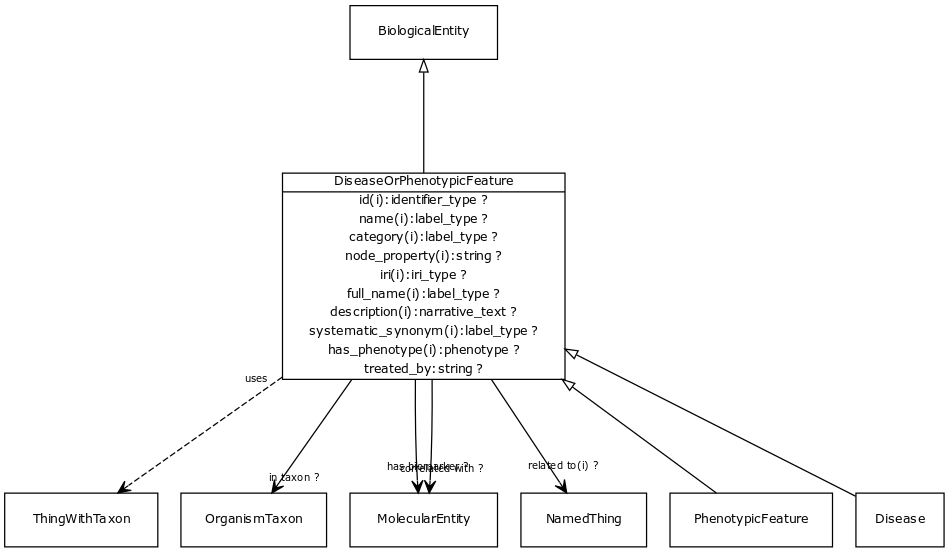 BiologicalEntity
DiseaseOrPhenotypicFeature
id(i):identifier_type ?
name(i):label_type ?
category(i):label_type ?
node_property(i):string ?
iri(i):iri_type ?
full_name(i):label_type ?
description(i):narrative_text ?
systematic_synonym(i):label_type ?
has_phenotype(i):phenotype ?
treated_by:string ?
uses
in taxon ?
has biomarker ?
correlated with ?
related to(i) ?
ThingWithTaxon
OrganismTaxon
MolecularEntity
NamedThing
PhenotypicFeature
Disease